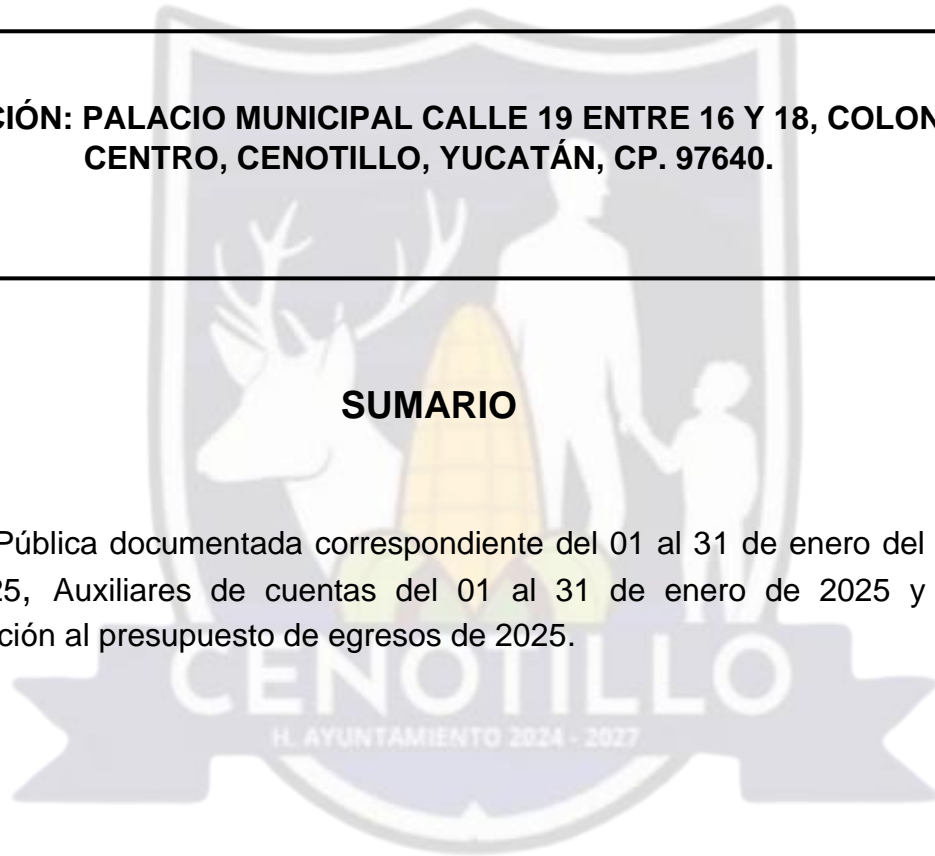 CIÓN: PALACIO MUNICIPAL CALLE 19 ENTRE 16 Y 18, COLON
CENTRO, CENOTILLO, YUCATÁN, CP. 97640.
SUMARIO
Pública documentada correspondiente del 01 al 31 de enero del
25, Auxiliares de cuentas del 01 al 31 de enero de 2025 y
ción al presupuesto de egresos de 2025.
CENOTILLO
H. AYUNTAMIENTO 2024 - 2027